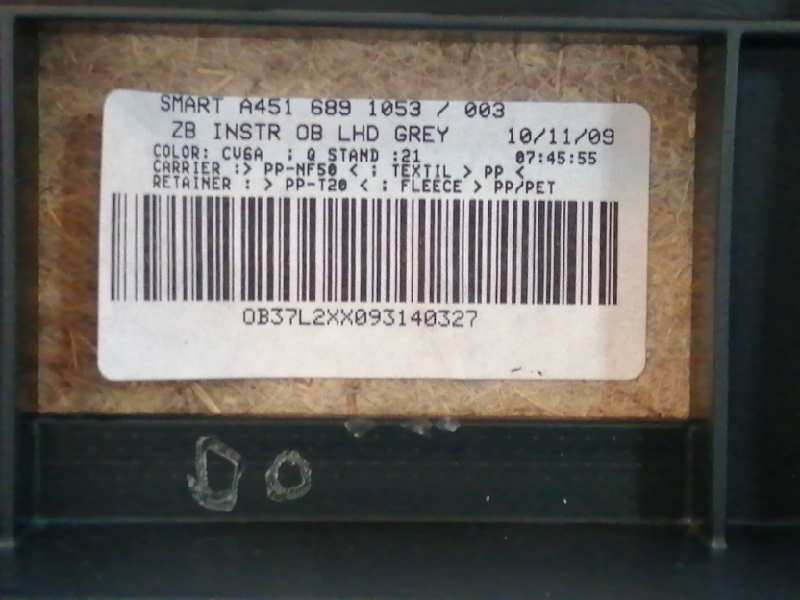 SMART A451 689 1053 / 003
ZB INSTR OB LHD GREY 10/11/09
COLOR: CV6A ; Q STAND :21 07:45:55
CARRIER :> PP-NF50 < ; TEXTIL > PP <
RETAINER : > PP-T20 < ; FLEECE > PP/PET
OB37L2XX093140327